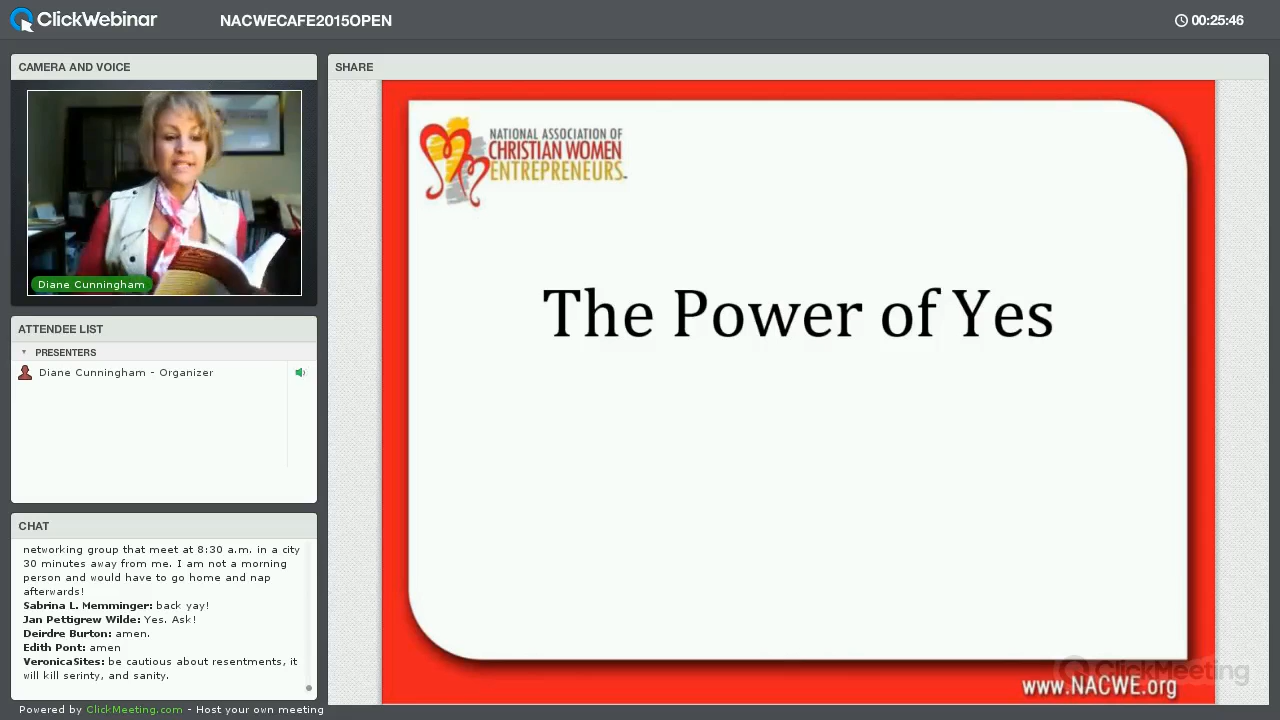 ClickWebinar
NACWECAFE2015OPEN
00:25:46
CAMERA AND VOICE
Diane Cunningham
ATTENDEE LIST
PRESENTERS
Diane Cunningham - Organizer
CHAT
networking group that meet at 8:30 a.m. in a city
30 minutes away from me. I am not a morning
person and would have to go home and nap
afterwards!
Sabrina L. Memminger: back yay!
Jan Pettigrew Wilde: Yes. Ask!
Deirdre Burton: amen.
Edith Punt: amen
cautious about resentments, it
will kill dignity, and sanity,
Powered by ClickMeeting.com - Host your own meeting
SHARE
NATIONAL ASSOCIATION OF
CHRISTIAN WOMEN
ENTREPRENEURS
The Power of Yes
ClickMeeting
www.NACWE.org